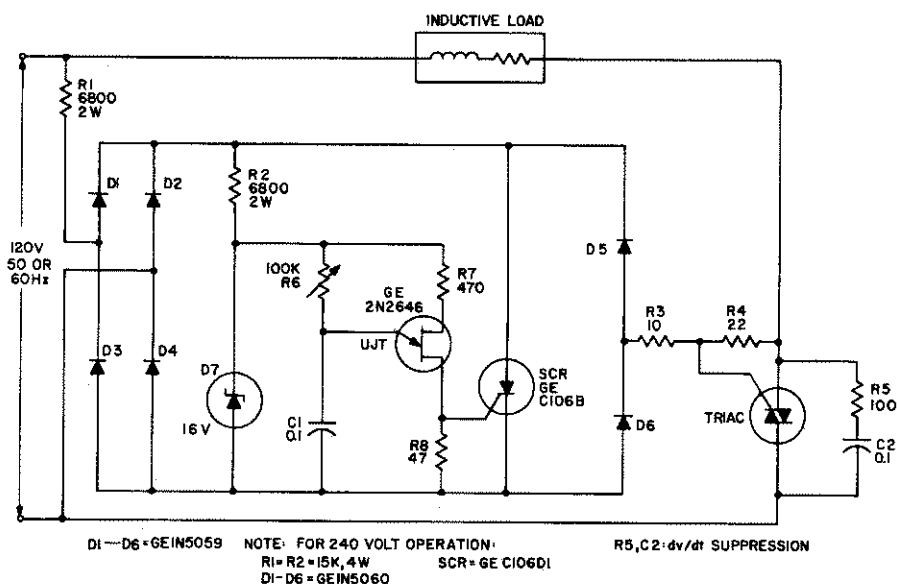 INDUCTIVE LOAD
R1
6800
2W
D1
D2
R2
6800
2W
120V
50 OR
60Hz
100K
R6
GE
2N2646
R7
470
D5
R3
10
R4
22
D3
D4
D7
16V
UJT
SCR
GE
C106B
D6
TRIAC
R5
100
C1
0.1
R8
47
C2
0.1
D1—D6=GEIN5059
NOTE: FOR 240 VOLT OPERATION:
R1=R2=15K,4W
SCR=GE C106D1
D1-D6=GEIN5060
R5,C2:dv/dt SUPPRESSION